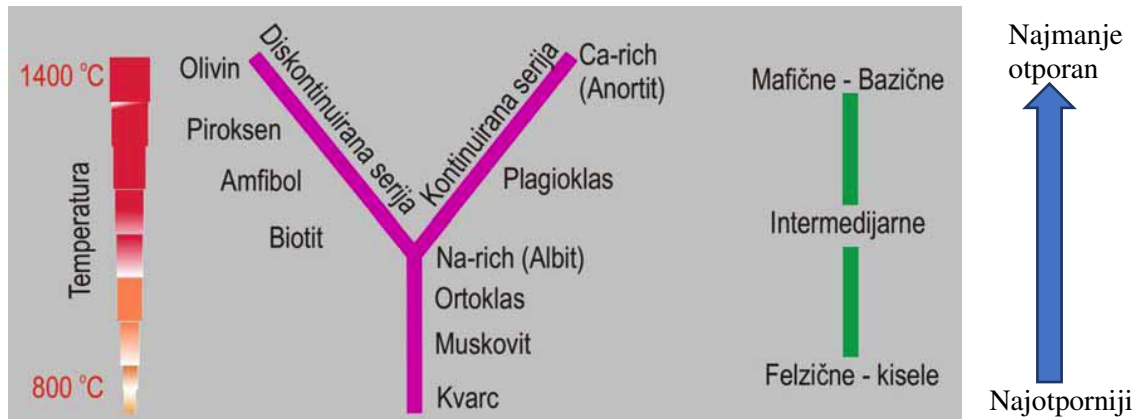 1400 °C
Temperatura
800 °C
Olivin
Piroksen
Amfibol
Biotit
Diskontinuirana serija
Kontinuirana serija
Ca-rich
(Anortit)
Plagioklas
Na-rich (Albit)
Ortoklas
Muskovit
Kvarc
Mafične - Bazične
Intermedijarne
Felzične - kisele
Najmanje
otporan
Najotporniji